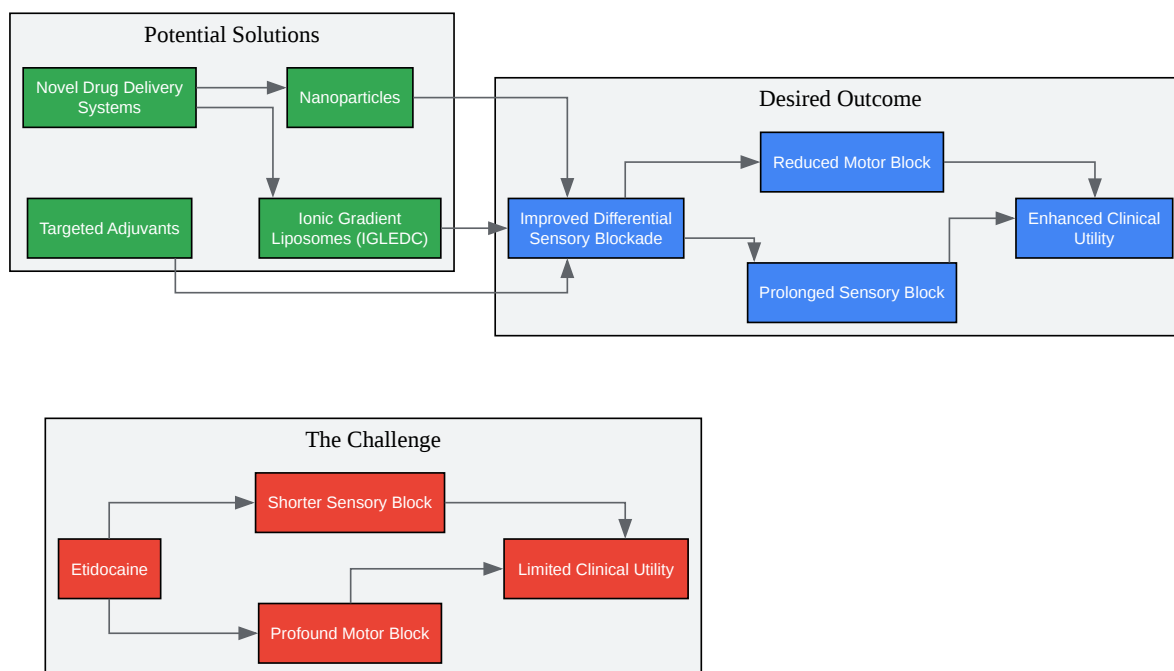 Potential Solutions
Novel Drug Delivery
Systems
Nanoparticles
Targeted Adjuvants
Ionic Gradient
Liposomes (IGLEDC)
Desired Outcome
Reduced Motor Block
Improved Differential
Sensory Blockade
Enhanced Clinical
Utility
Prolonged Sensory Block
The Challenge
Shorter Sensory Block
Etidocaine
Limited Clinical Utility
Profound Motor Block